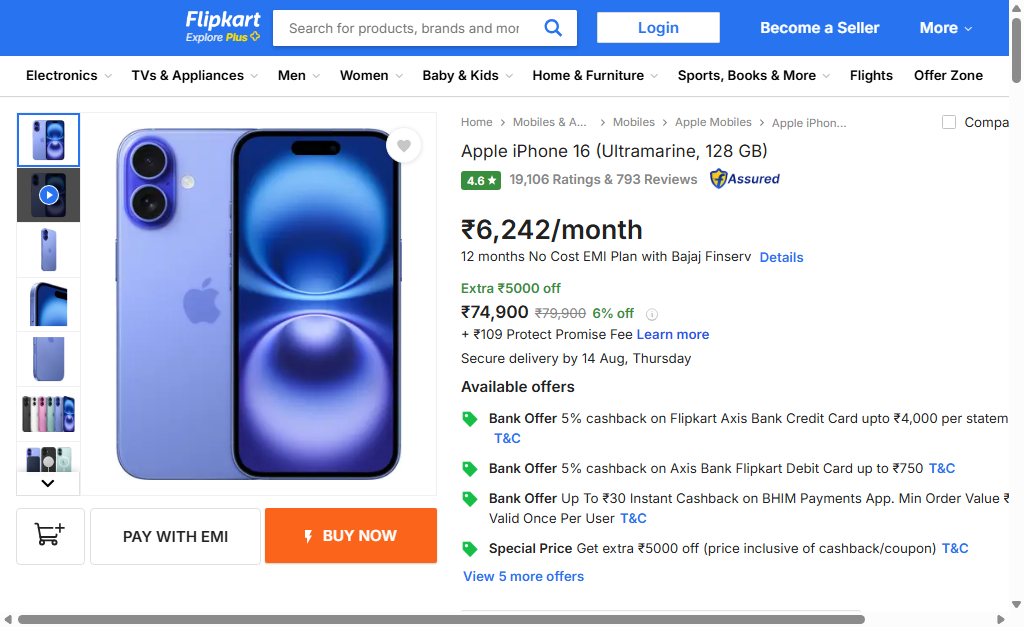 Flipkart
Explore Plus
Search for products, brands and mor
Login
Become a Seller
More
Electronics
TVs & Appliances
Men
Women
Baby & Kids
Home & Furniture
Sports, Books & More
Flights
Offer Zone
Home
Mobiles & A...
Mobiles
Apple Mobiles
Apple iPhon...
Compa
Apple iPhone 16 (Ultramarine, 128 GB)
4.6★ 19,106 Ratings & 793 Reviews Assured
₹6,242/month
12 months No Cost EMI Plan with Bajaj Finserv Details
Extra ₹5000 off
₹74,900 ₹79,900 6% off
+ ₹109 Protect Promise Fee Learn more
Secure delivery by 14 Aug, Thursday
Available offers
Bank Offer 5% cashback on Flipkart Axis Bank Credit Card upto ₹4,000 per statem
T&C
Bank Offer 5% cashback on Axis Bank Flipkart Debit Card up to ₹750 T&C
Bank Offer Up To ₹30 Instant Cashback on BHIM Payments App. Min Order Value ₹
Valid Once Per User T&C
Special Price Get extra ₹5000 off (price inclusive of cashback/coupon) T&C
View 5 more offers
PAY WITH EMI
BUY NOW